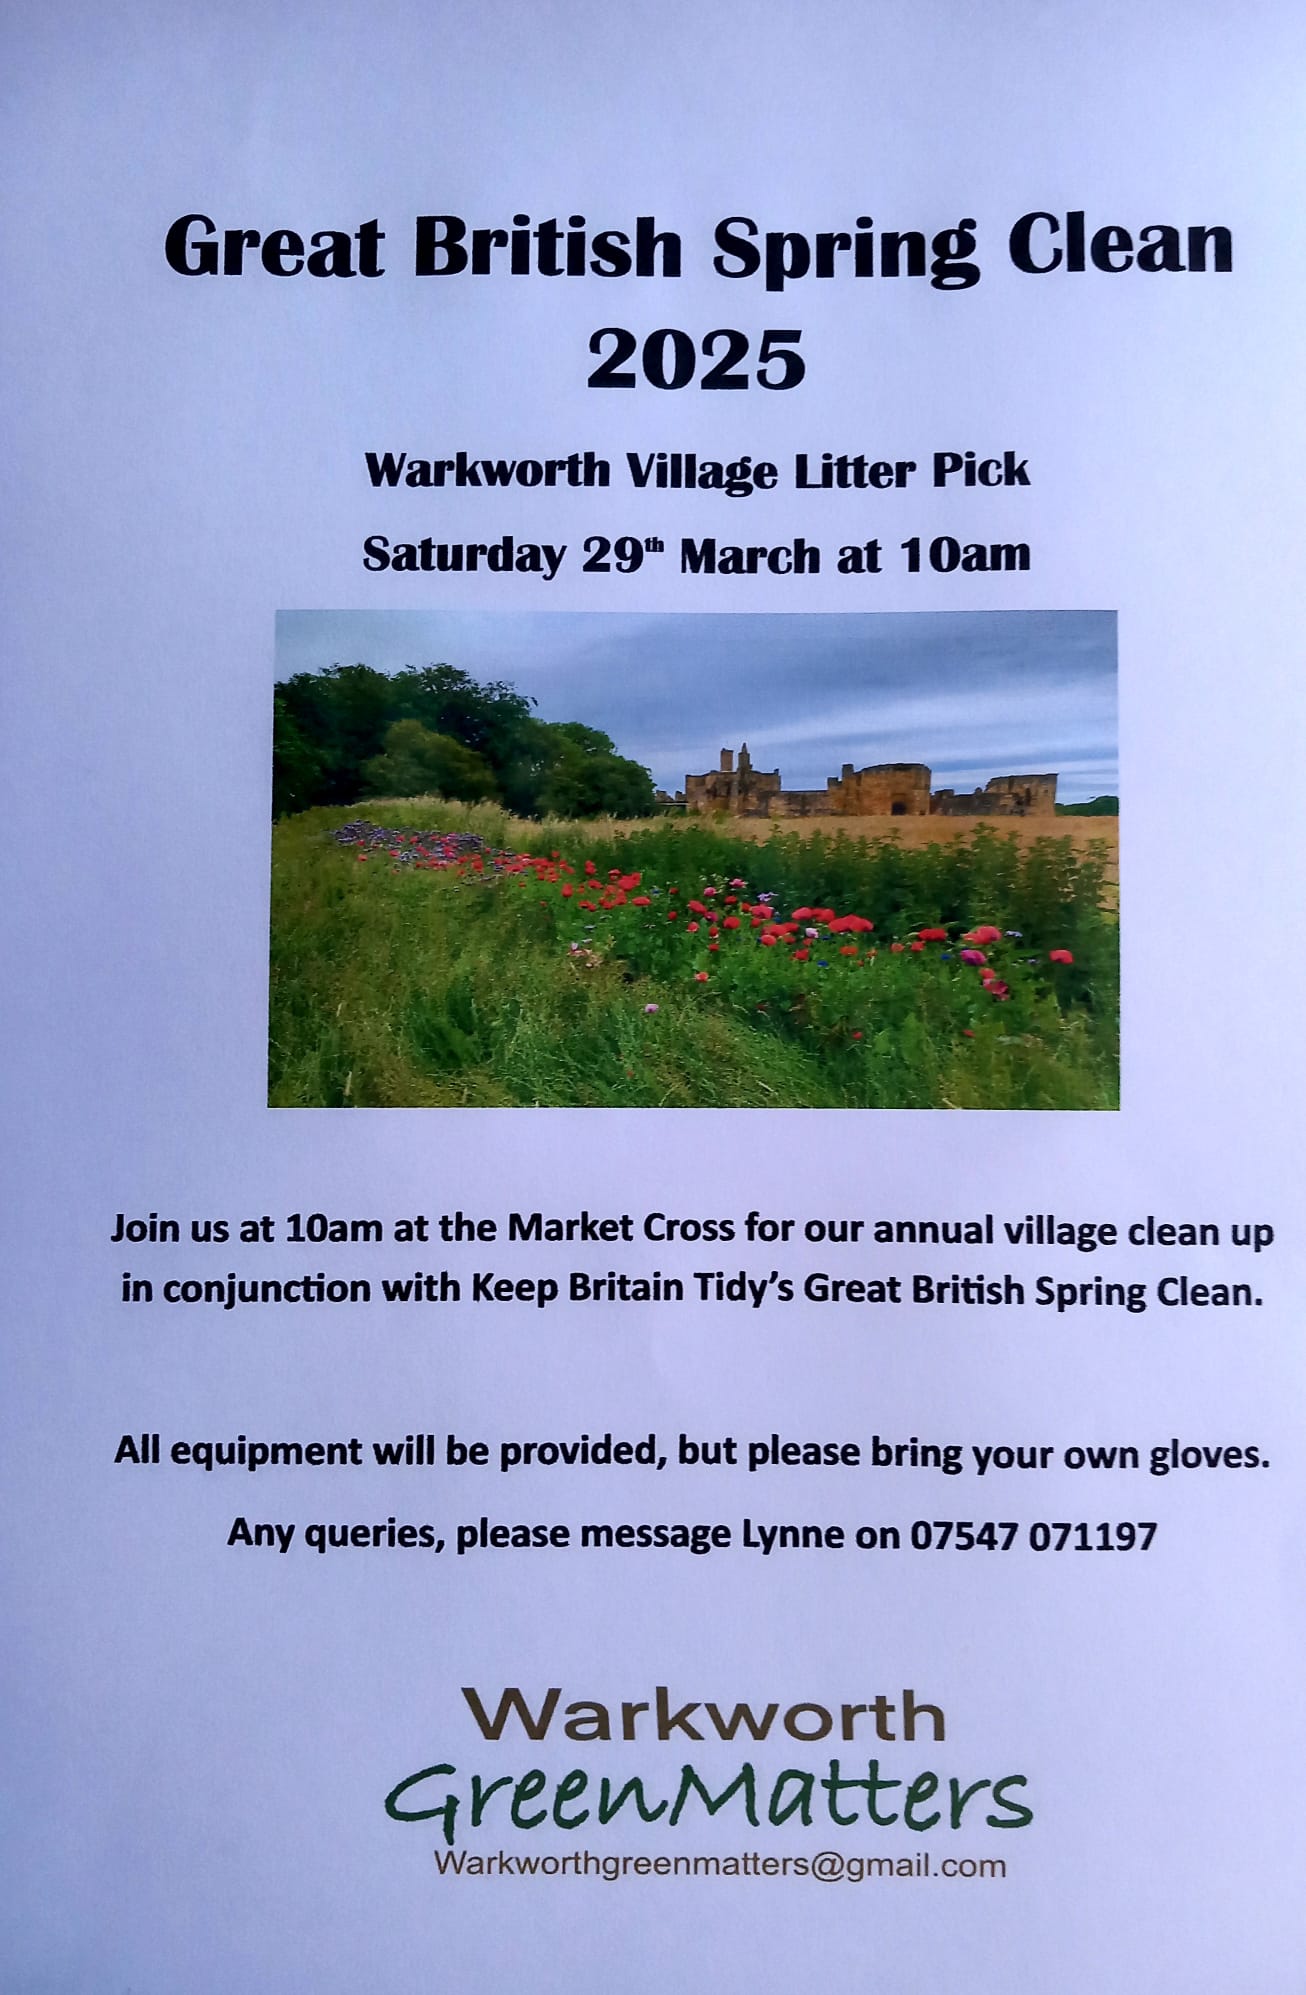 Great British Spring Clean
2025
Warkworth Village Litter Pick
Saturday 29th March at 10am
Join us at 10am at the Market Cross for our annual village clean up
in conjunction with Keep Britain Tidy’s Great British Spring Clean.
All equipment will be provided, but please bring your own gloves.
Any queries, please message Lynne on 07547 071197
Warkworth
GreenMatters
Warkworthgreenmatters@gmail.com